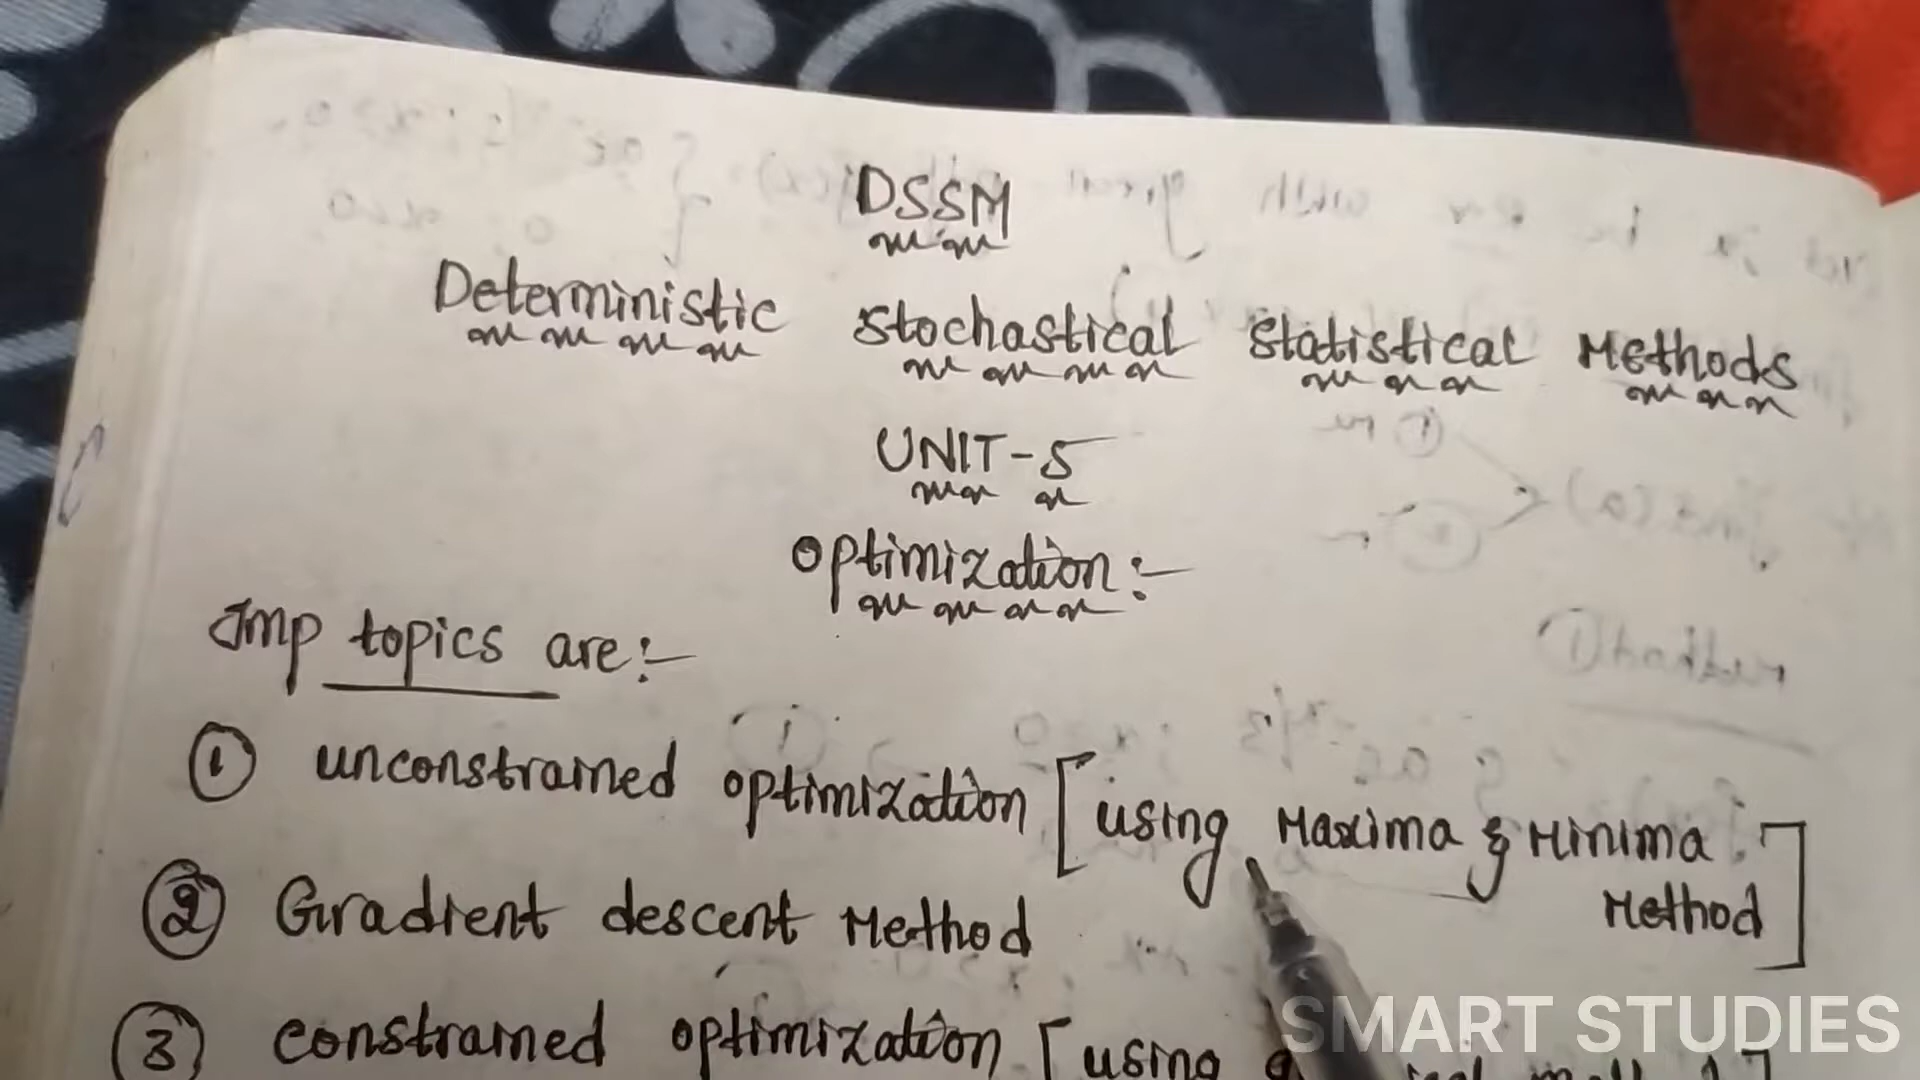 DSSM
Deterministic Stochastical Statistical Methods
UNIT-5
Optimization:-
Imp topics are:-
① unconstrained optimization [using Maxima & Minima Method]
② Gradient descent Method
③ constrained optimization [using
SMART STUDIES